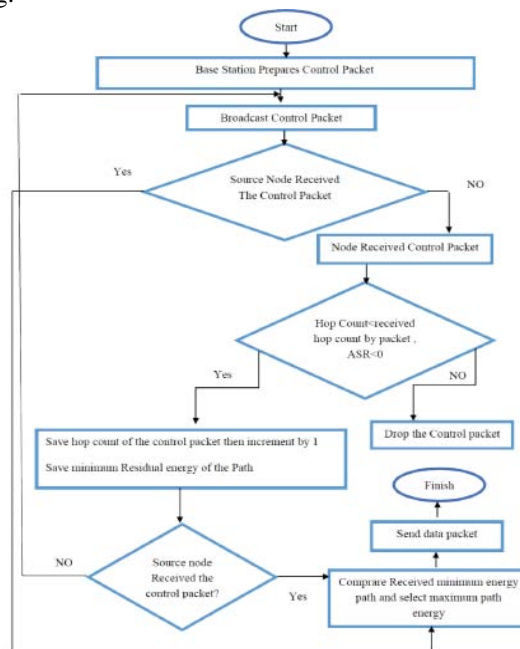 g.
Start
Base Station Prepares Control Packet
Broadcast Control Packet
Yes
Source Node Received
The Control Packet
NO
Node Received Control Packet
Hop Count<received
hop count by packet ,
ASR<0
Yes
NO
Drop the Control packet
Save hop count of the control packet then increment by 1
Save minimum Residual energy of the Path
Finish
Send data packet
NO
Source node
Received the
control packet?
Yes
Comprare Received minimum energy
path and select maximum path
energy